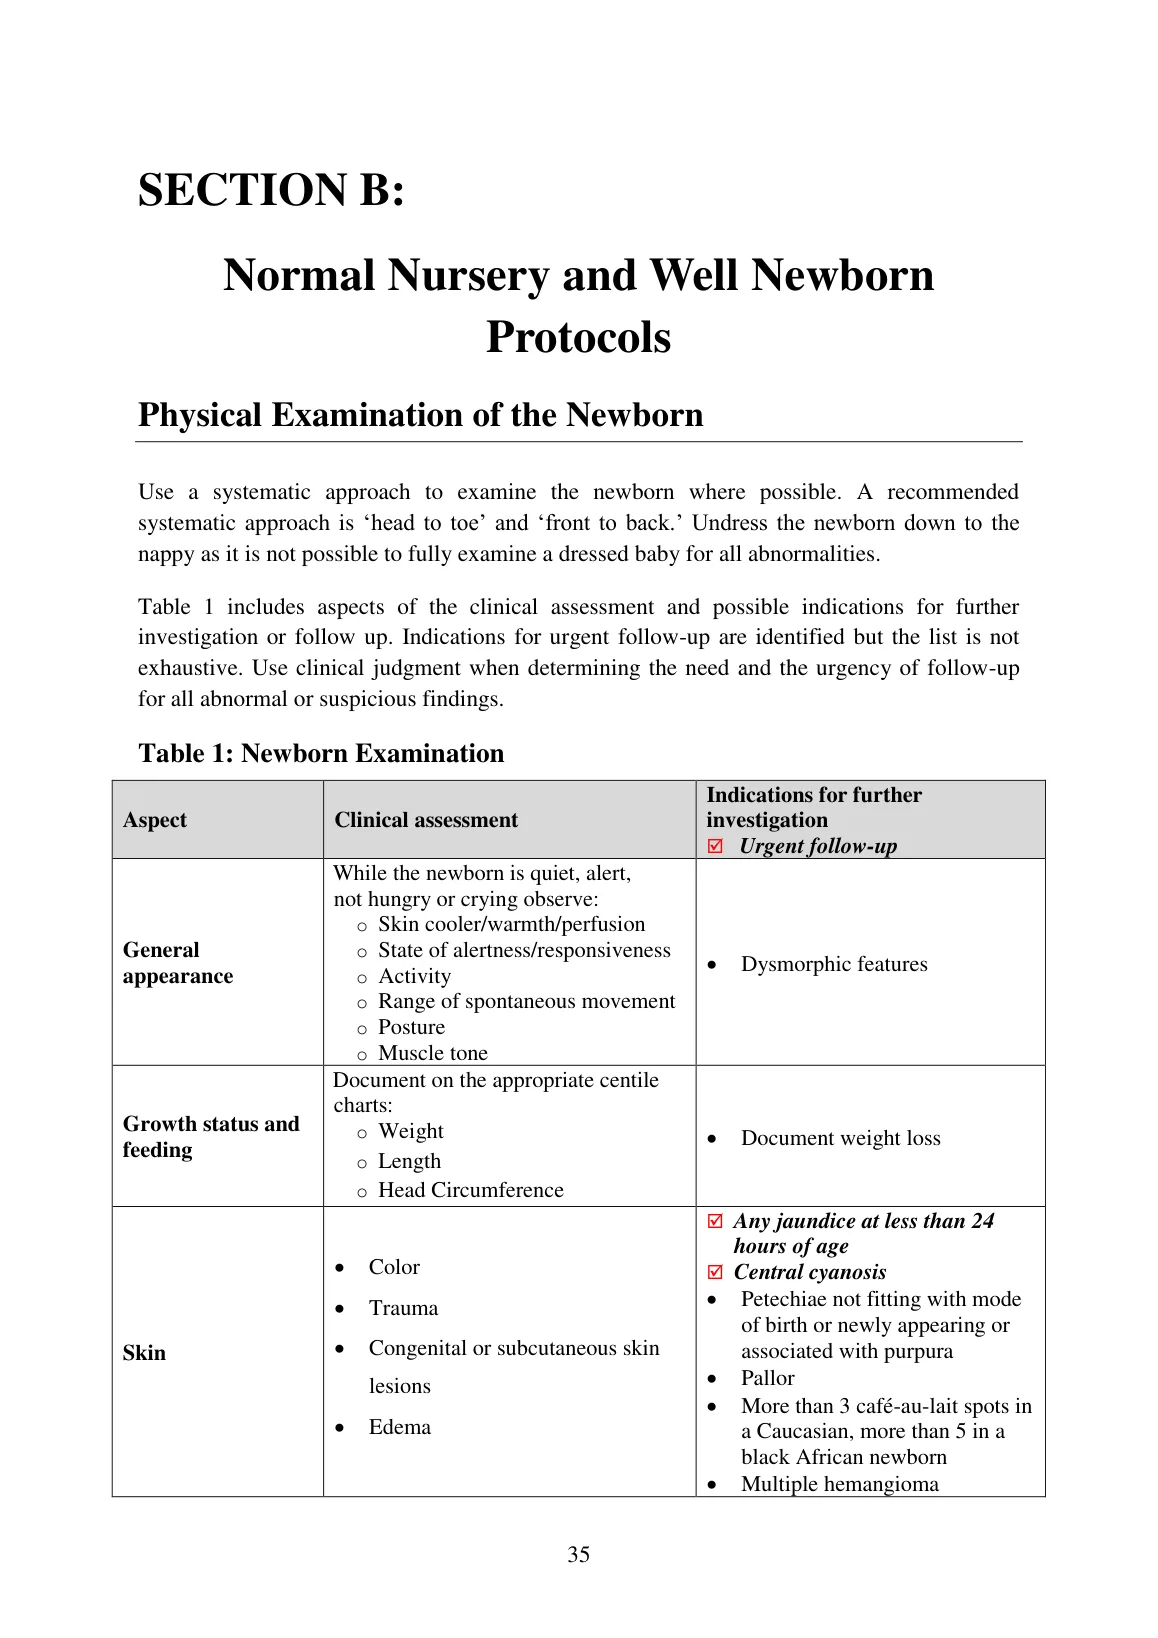 SECTION B:
Normal Nursery and Well Newborn
Protocols
Physical Examination of the Newborn
Use a systematic approach to examine the newborn where possible. A recommended
systematic approach is ‘head to toe’ and ‘front to back.’ Undress the newborn down to the
nappy as it is not possible to fully examine a dressed baby for all abnormalities.
Table 1 includes aspects of the clinical assessment and possible indications for further
investigation or follow up. Indications for urgent follow-up are identified but the list is not
exhaustive. Use clinical judgment when determining the need and the urgency of follow-up
for all abnormal or suspicious findings.
Table 1: Newborn Examination
Aspect
Clinical assessment
Indications for further
investigation
☑ Urgent follow-up
General
appearance
While the newborn is quiet, alert,
not hungry or crying observe:
o Skin cooler/warmth/perfusion
o State of alertness/responsiveness
o Activity
o Range of spontaneous movement
o Posture
o Muscle tone
• Dysmorphic features
Growth status and
feeding
Document on the appropriate centile
charts:
o Weight
o Length
o Head Circumference
• Document weight loss
Skin
• Color
• Trauma
• Congenital or subcutaneous skin
lesions
• Edema
☑ Any jaundice at less than 24
hours of age
☑ Central cyanosis
• Petechiae not fitting with mode
of birth or newly appearing or
associated with purpura
• Pallor
• More than 3 café-au-lait spots in
a Caucasian, more than 5 in a
black African newborn
• Multiple hemangioma
35